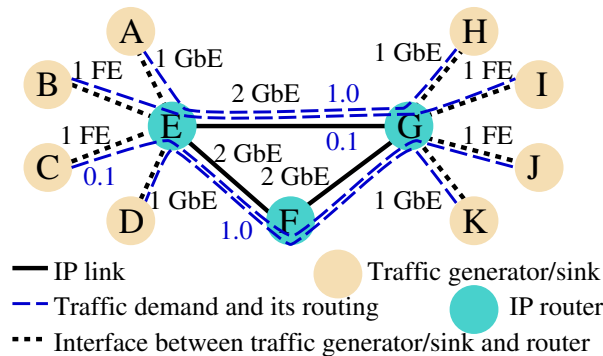 A
H
1 GbE
1 GbE
B
1 FE
2 GbE
1.0
1 FE
I
E
G
1 FE
0.1
1 FE
C
2 GbE
2 GbE
J
0.1
D
1 GbE
1.0
F
1 GbE
K
IP link
Traffic generator/sink
Traffic demand and its routing
IP router
Interface between traffic generator/sink and router